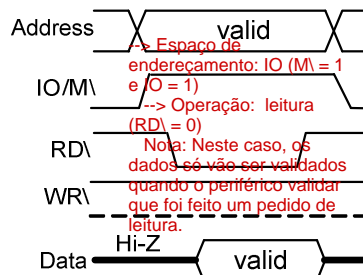 Address
valid
--> Espaço de
endereçamento: IO (M\ = 1
e IO = 1)
IO/M\
--> Operação: leitura
(RD\ = 0)
RD\
Nota: Neste caso, os
dados só vão ser validados
quando o periférico validar
WR\
que foi feito um pedido de
leitura.
Hi-Z
Data
valid